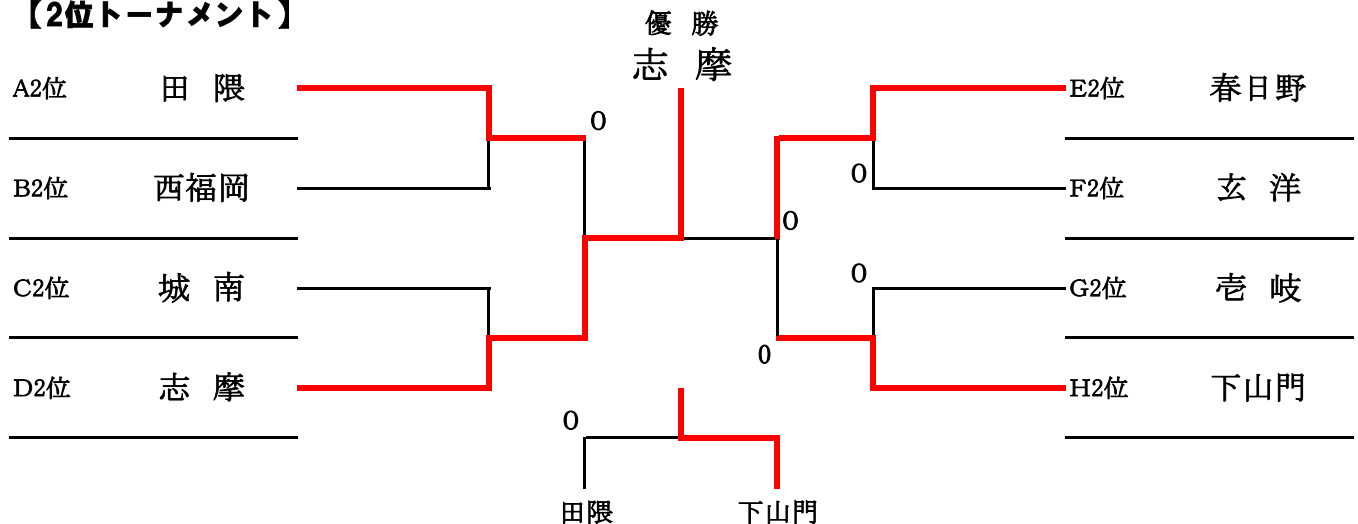 【2位トーナメント】
優 勝
志 摩
A2位 田 隈
B2位 西福岡
C2位 城 南
D2位 志 摩
E2位 春日野
F2位 玄 洋
G2位 壱 岐
H2位 下山門
0
0
0
0
0
0
田隈
下山門